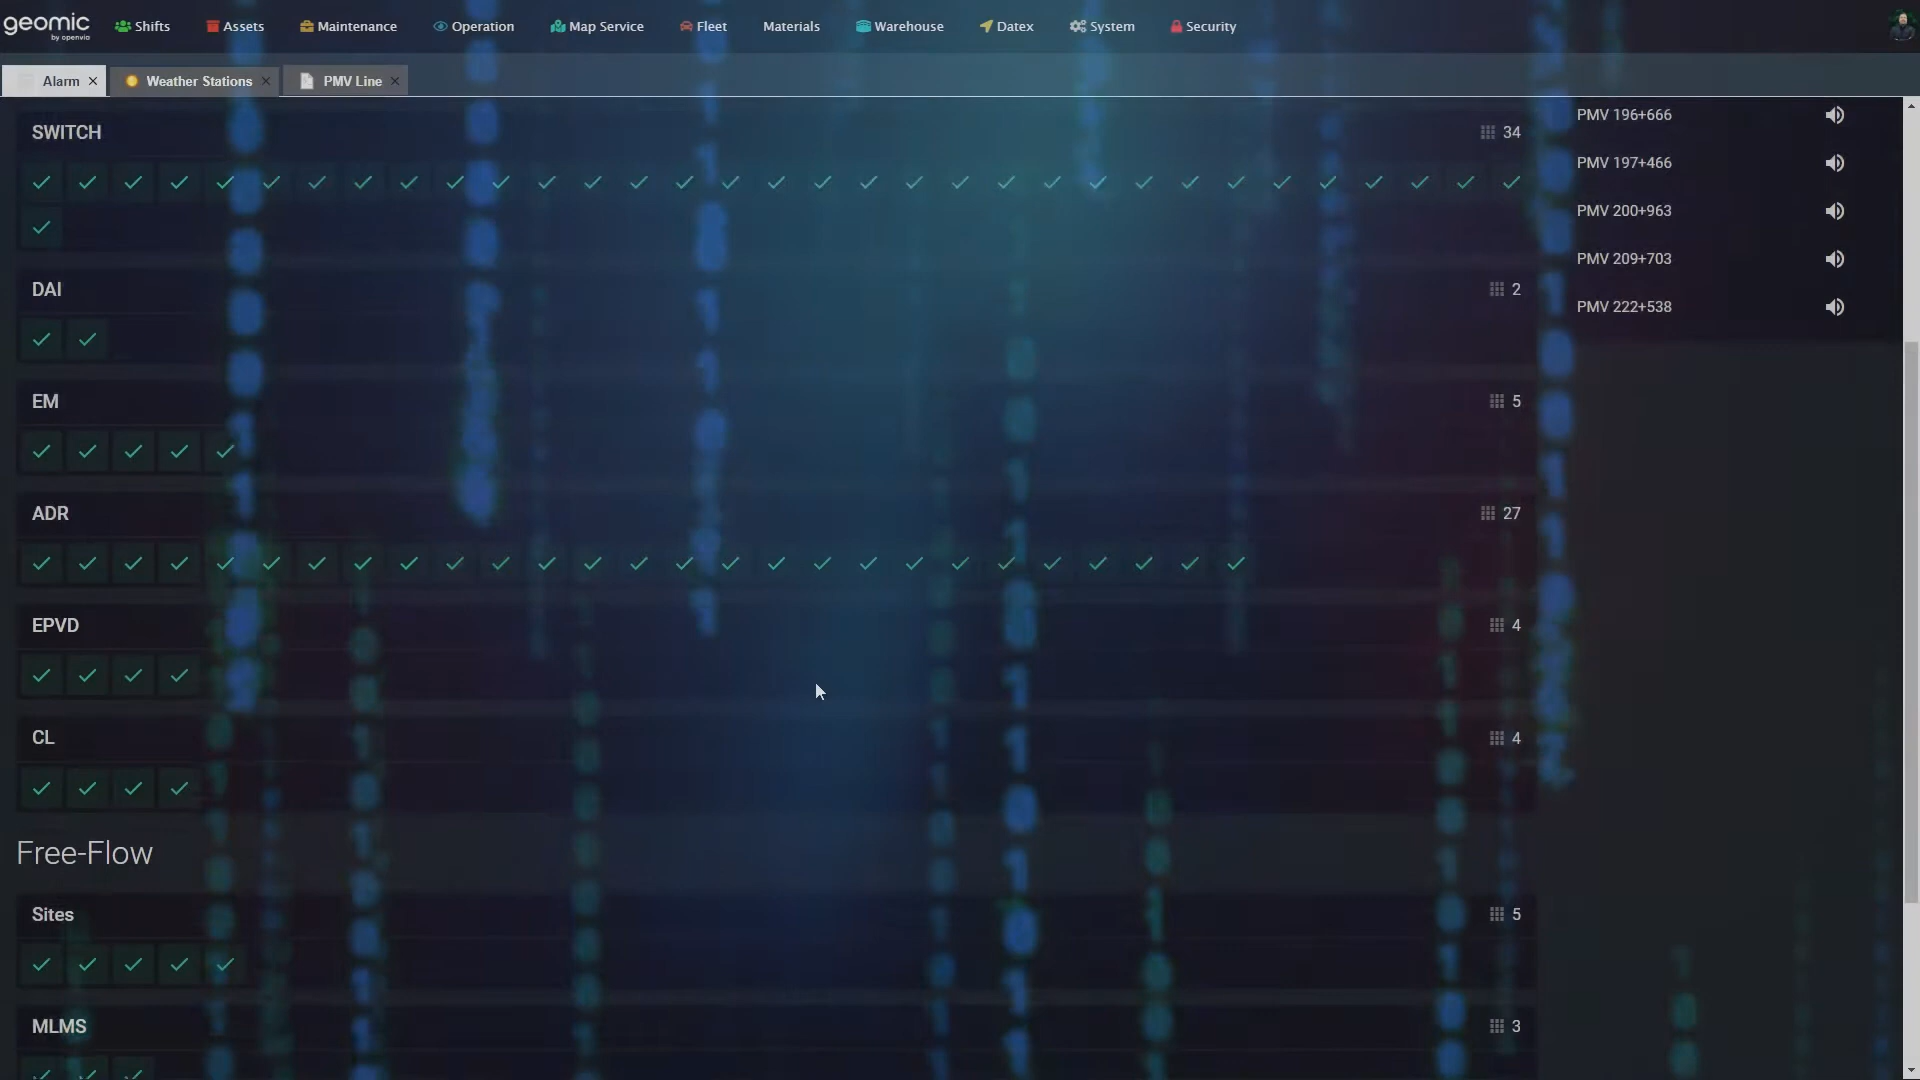 geomic
by openvia
Shifts
Assets
Maintenance
Operation
Map Service
Fleet
Materials
Warehouse
Datex
System
Security
Alarm
Weather Stations
PMV Line
SWITCH
34
DAI
2
EM
5
ADR
27
EPVD
4
CL
4
Free-Flow
Sites
5
MLMS
3
PMV 196+666
PMV 197+466
PMV 200+963
PMV 209+703
PMV 222+538